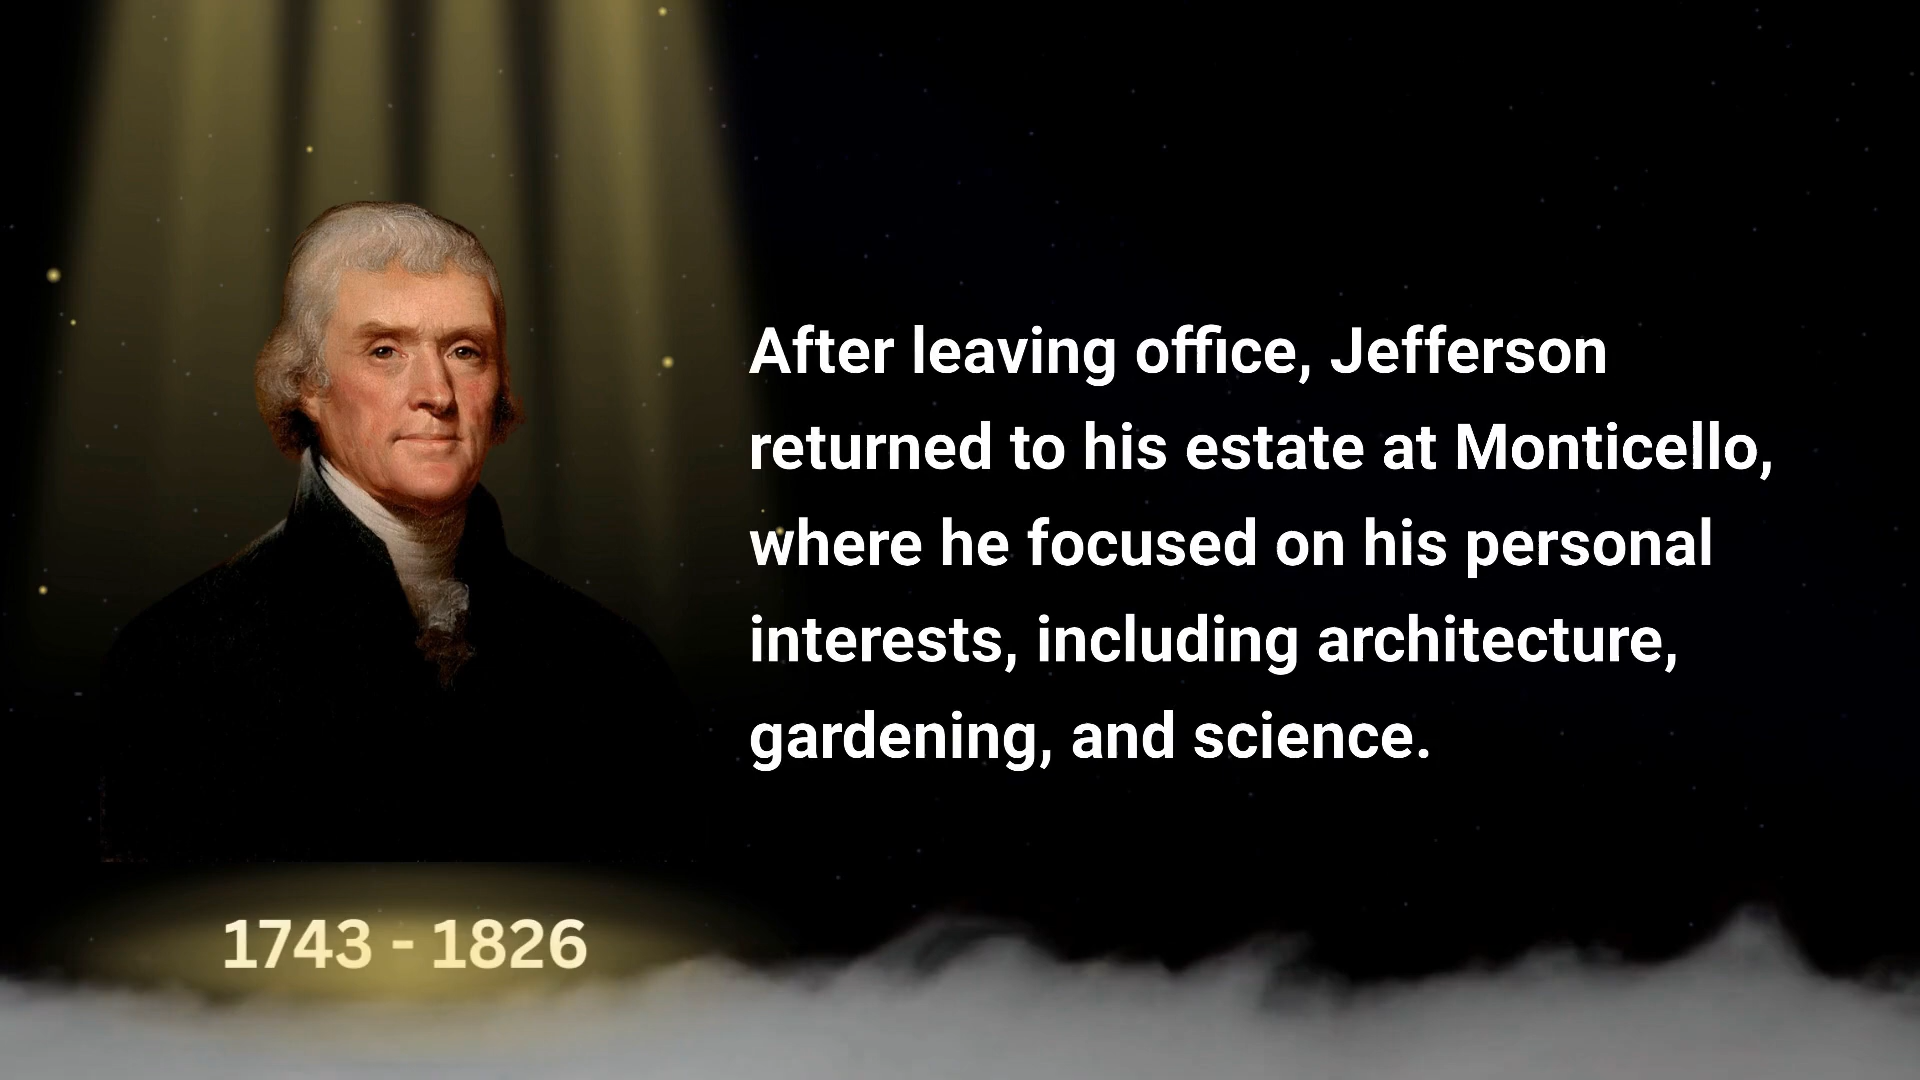 After leaving office, Jefferson
returned to his estate at Monticello,
where he focused on his personal
interests, including architecture,
gardening, and science.
1743 - 1826